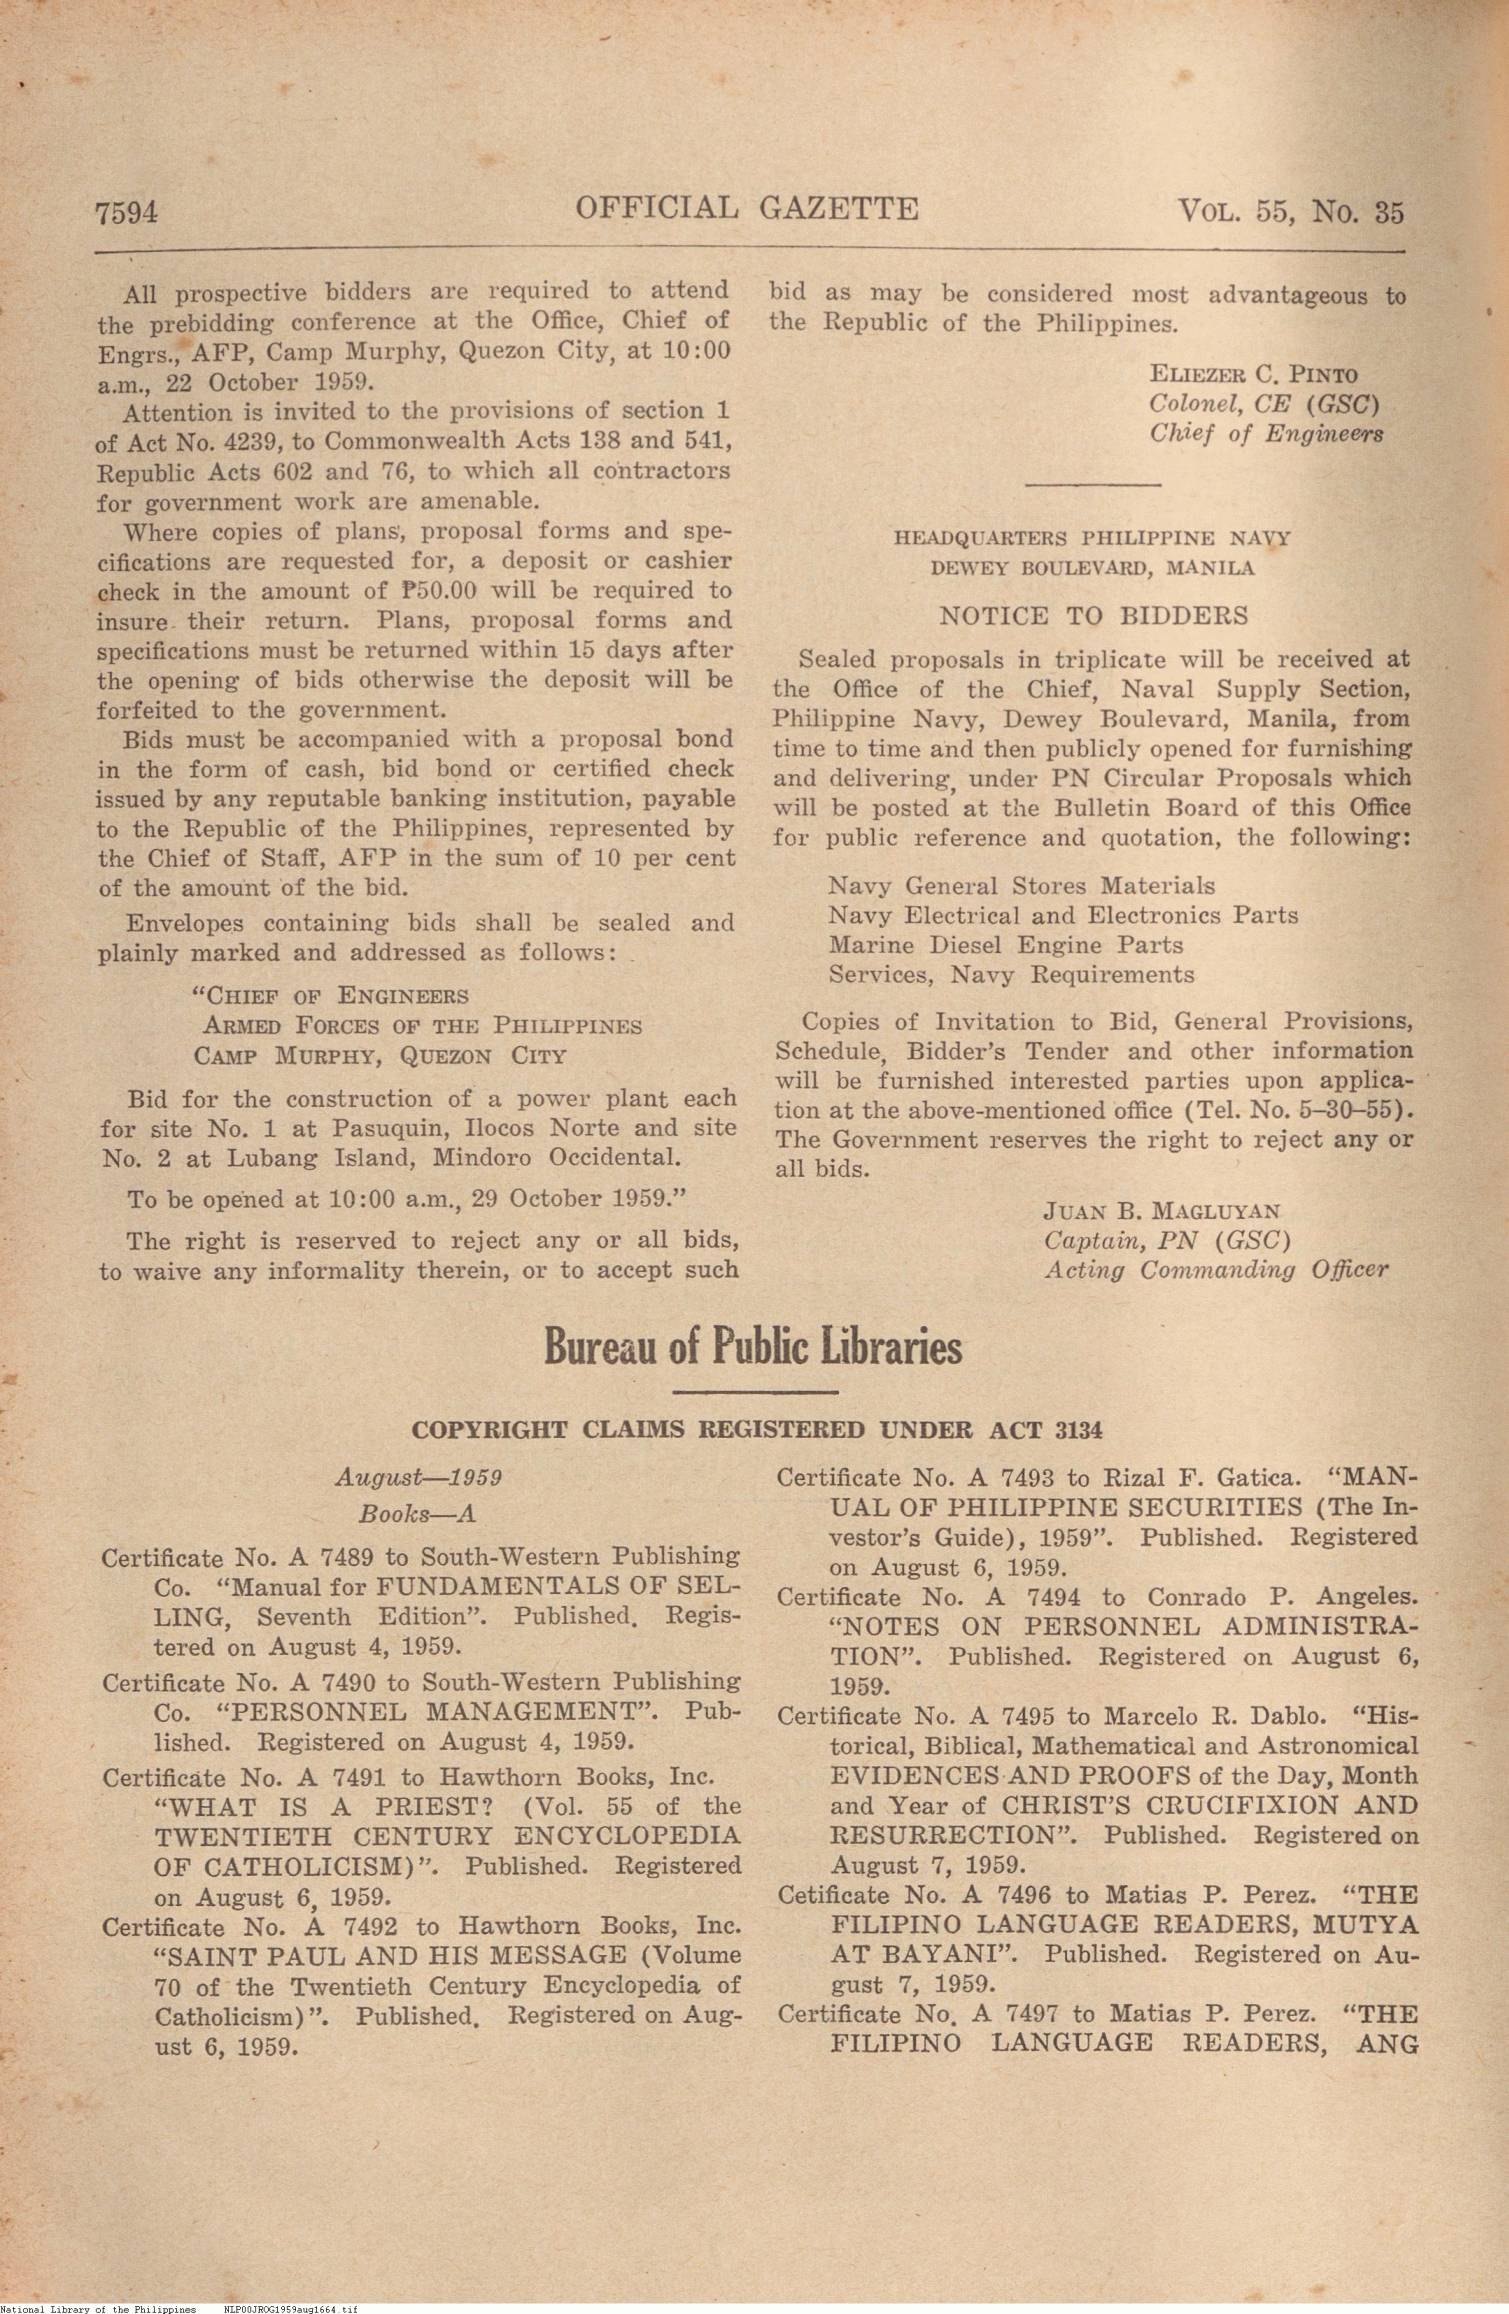 7594
OFFICIAL GAZETTE
VOL. 55, No. 35
All prospective bidders are required to attend
the prebidding conference at the Office, Chief of
Engrs., AFP, Camp Murphy, Quezon City, at 10:00
a.m., 22 October 1959.
Attention is invited to the provisions of section 1
of Act No. 4239, to Commonwealth Acts 138 and 541,
Republic Acts 602 and 76, to which all contractors
for government work are amenable.
Where copies of plans, proposal forms and spe-
cifications are requested for, a deposit or cashier
check in the amount of ₱50.00 will be required to
insure their return. Plans, proposal forms and
specifications must be returned within 15 days after
the opening of bids otherwise the deposit will be
forfeited to the government.
Bids must be accompanied with a proposal bond
in the form of cash, bid bond or certified check
issued by any reputable banking institution, payable
to the Republic of the Philippines, represented by
the Chief of Staff, AFP in the sum of 10 per cent
of the amount of the bid.
Envelopes containing bids shall be sealed and
plainly marked and addressed as follows:
“CHIEF OF ENGINEERS
ARMED FORCES OF THE PHILIPPINES
CAMP MURPHY, QUEZON CITY
Bid for the construction of a power plant each
for site No. 1 at Pasuquin, Ilocos Norte and site
No. 2 at Lubang Island, Mindoro Occidental.
To be opened at 10:00 a.m., 29 October 1959.”
The right is reserved to reject any or all bids,
to waive any informality therein, or to accept such
bid as may be considered most advantageous to
the Republic of the Philippines.
ELIEZER C. PINTO
Colonel, CE (GSC)
Chief of Engineers
HEADQUARTERS PHILIPPINE NAVY
DEWEY BOULEVARD, MANILA
NOTICE TO BIDDERS
Sealed proposals in triplicate will be received at
the Office of the Chief, Naval Supply Section,
Philippine Navy, Dewey Boulevard, Manila, from
time to time and then publicly opened for furnishing
and delivering, under PN Circular Proposals which
will be posted at the Bulletin Board of this Office
for public reference and quotation, the following:
Navy General Stores Materials
Navy Electrical and Electronics Parts
Marine Diesel Engine Parts
Services, Navy Requirements
Copies of Invitation to Bid, General Provisions,
Schedule, Bidder’s Tender and other information
will be furnished interested parties upon applica-
tion at the above-mentioned office (Tel. No. 5–30–55).
The Government reserves the right to reject any or
all bids.
JUAN B. MAGLUYAN
Captain, PN (GSC)
Acting Commanding Officer
Bureau of Public Libraries
COPYRIGHT CLAIMS REGISTERED UNDER ACT 3134
August—1959
Books—A
Certificate No. A 7489 to South-Western Publishing
Co. “Manual for FUNDAMENTALS OF SEL-
LING, Seventh Edition”. Published. Regis-
tered on August 4, 1959.
Certificate No. A 7490 to South-Western Publishing
Co. “PERSONNEL MANAGEMENT”. Pub-
lished. Registered on August 4, 1959.
Certificate No. A 7491 to Hawthorn Books, Inc.
“WHAT IS A PRIEST? (Vol. 55 of the
TWENTIETH CENTURY ENCYCLOPEDIA
OF CATHOLICISM)”. Published. Registered
on August 6, 1959.
Certificate No. A 7492 to Hawthorn Books, Inc.
“SAINT PAUL AND HIS MESSAGE (Volume
70 of the Twentieth Century Encyclopedia of
Catholicism)”. Published. Registered on Aug-
ust 6, 1959.
Certificate No. A 7493 to Rizal F. Gatica. “MAN-
UAL OF PHILIPPINE SECURITIES (The In-
vestor’s Guide), 1959”. Published. Registered
on August 6, 1959.
Certificate No. A 7494 to Conrado P. Angeles.
“NOTES ON PERSONNEL ADMINISTRA-
TION”. Published. Registered on August 6,
1959.
Certificate No. A 7495 to Marcelo R. Dablo. “His-
torical, Biblical, Mathematical and Astronomical
EVIDENCES AND PROOFS of the Day, Month
and Year of CHRIST’S CRUCIFIXION AND
RESURRECTION”. Published. Registered on
August 7, 1959.
Cetificate No. A 7496 to Matias P. Perez. “THE
FILIPINO LANGUAGE READERS, MUTYA
AT BAYANI”. Published. Registered on Au-
gust 7, 1959.
Certificate No. A 7497 to Matias P. Perez. “THE
FILIPINO LANGUAGE READERS, ANG
National Library of the Philippines NLP00JROG1959aug1664.tif